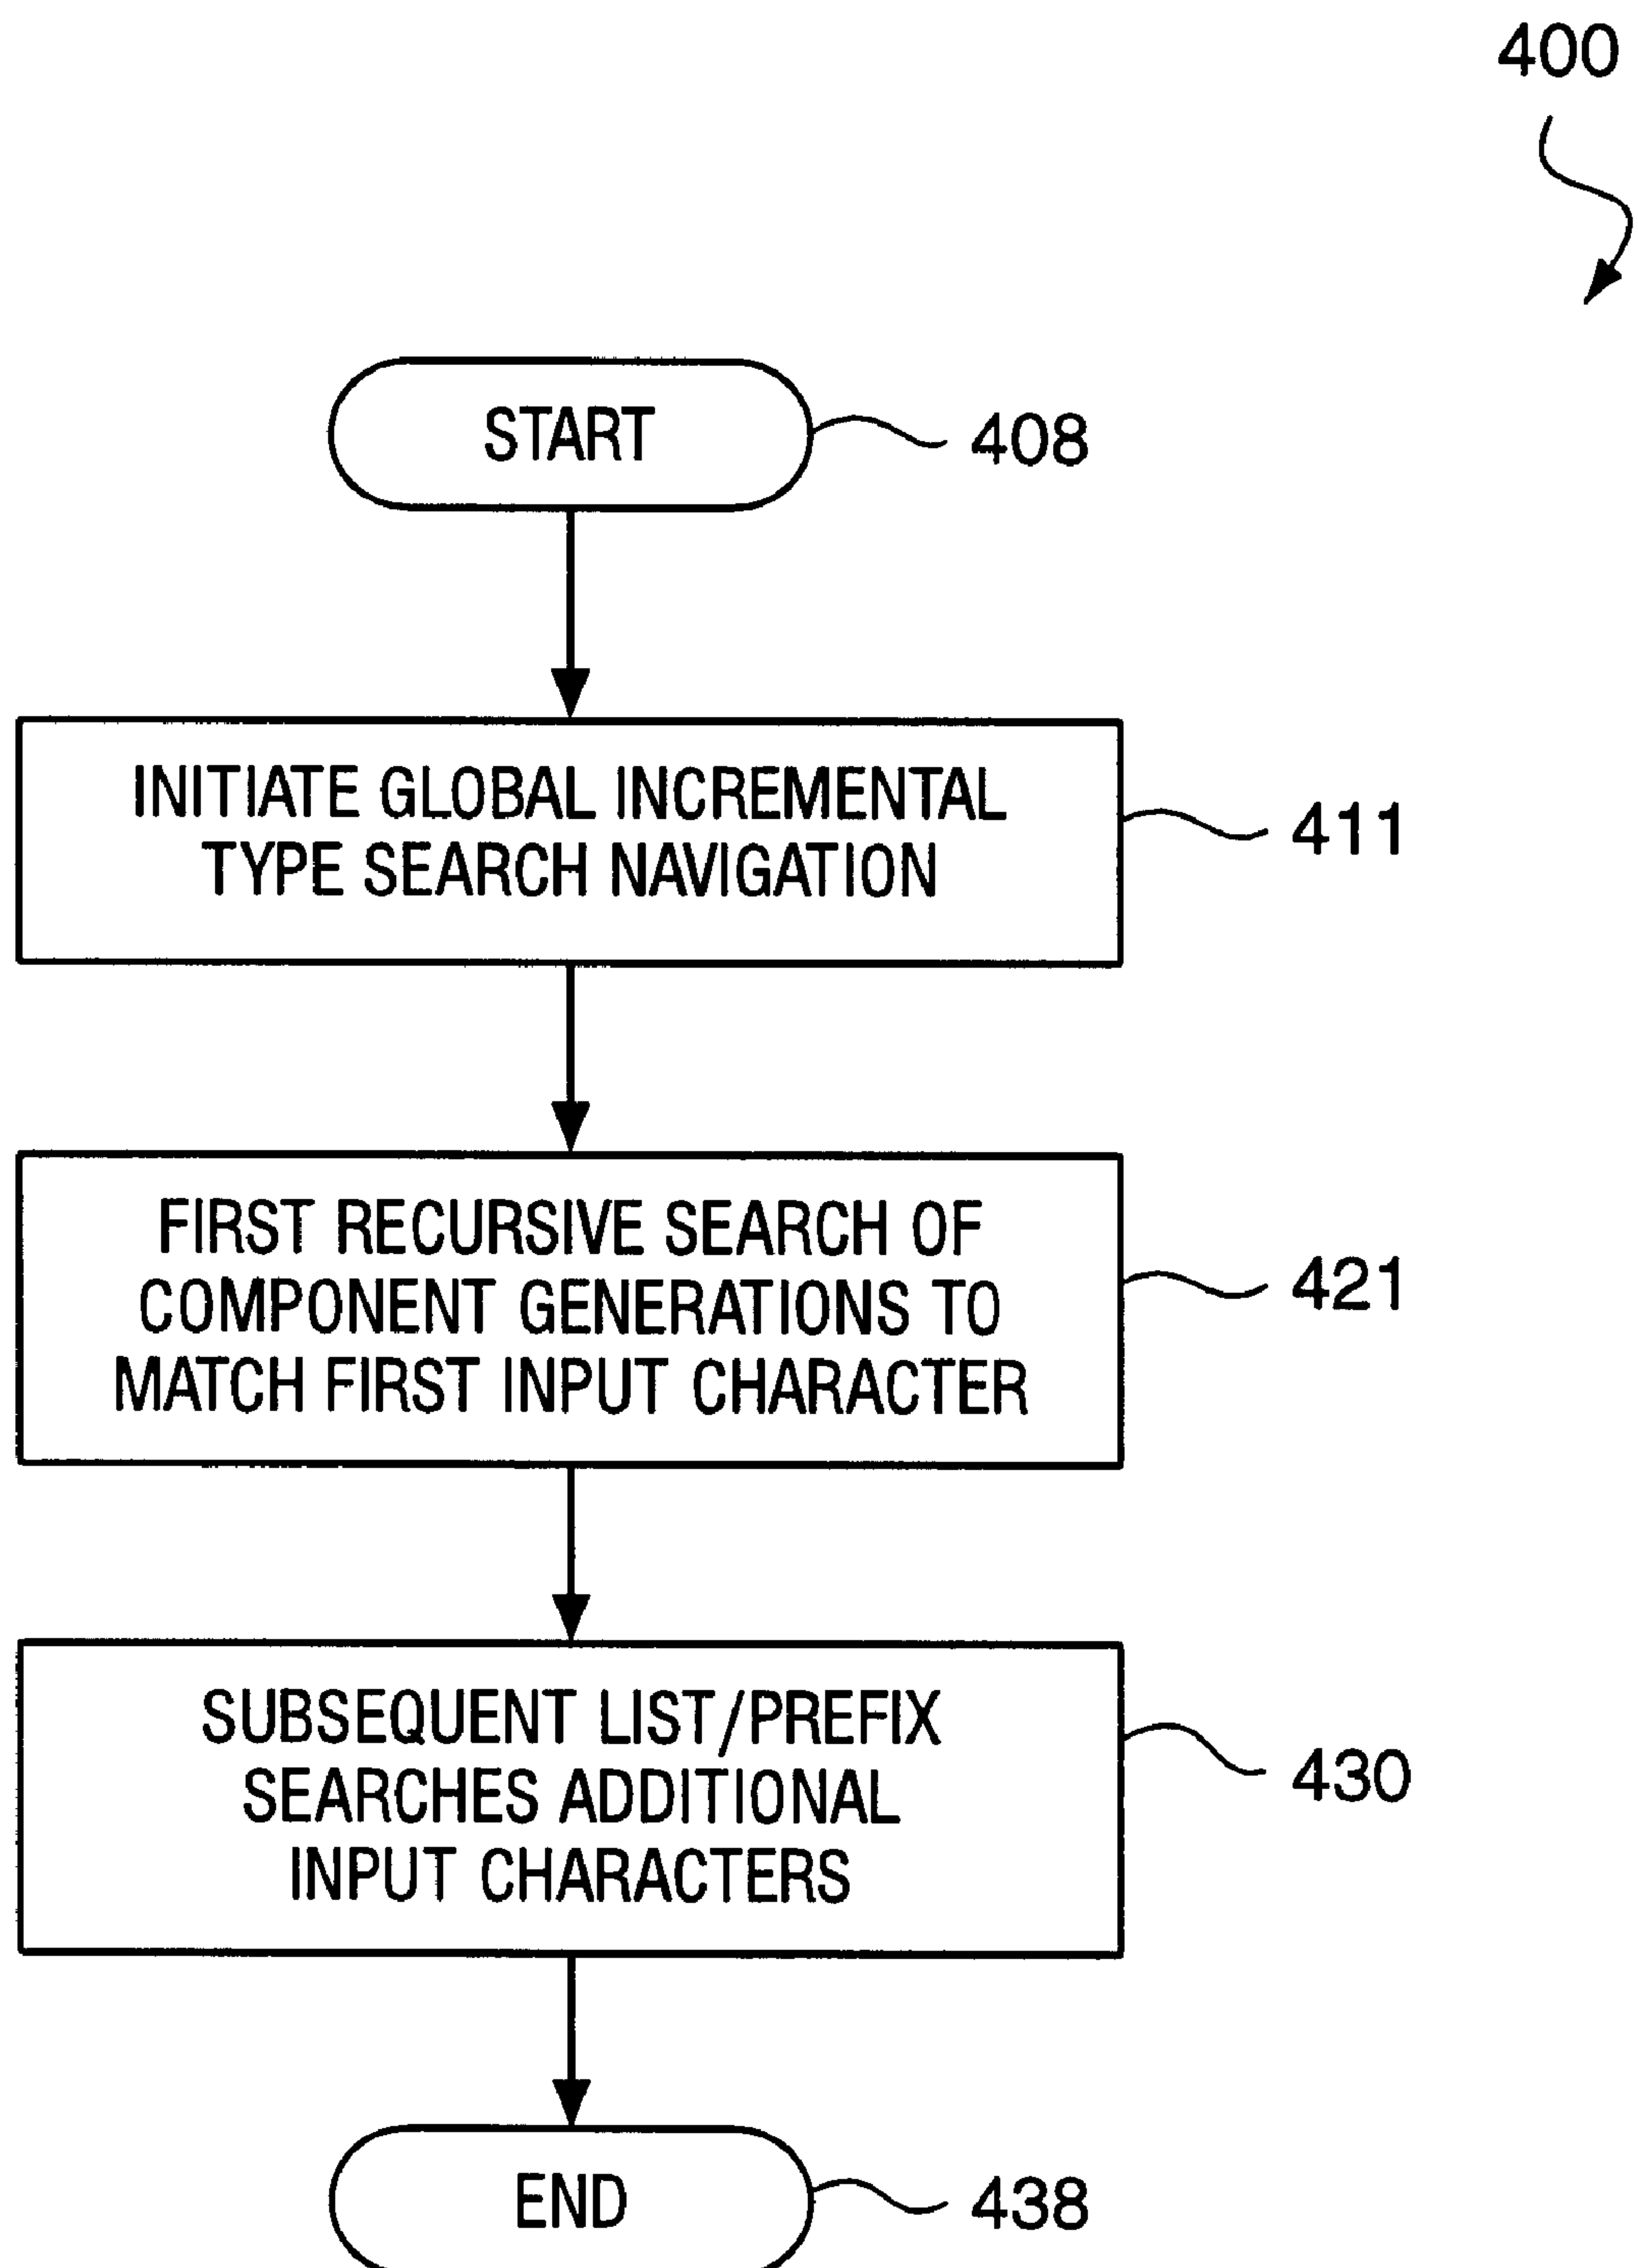 400
START
408
INITIATE GLOBAL INCREMENTAL
TYPE SEARCH NAVIGATION
411
FIRST RECURSIVE SEARCH OF
COMPONENT GENERATIONS TO
MATCH FIRST INPUT CHARACTER
421
SUBSEQUENT LIST/PREFIX
SEARCHES ADDITIONAL
INPUT CHARACTERS
430
END
438